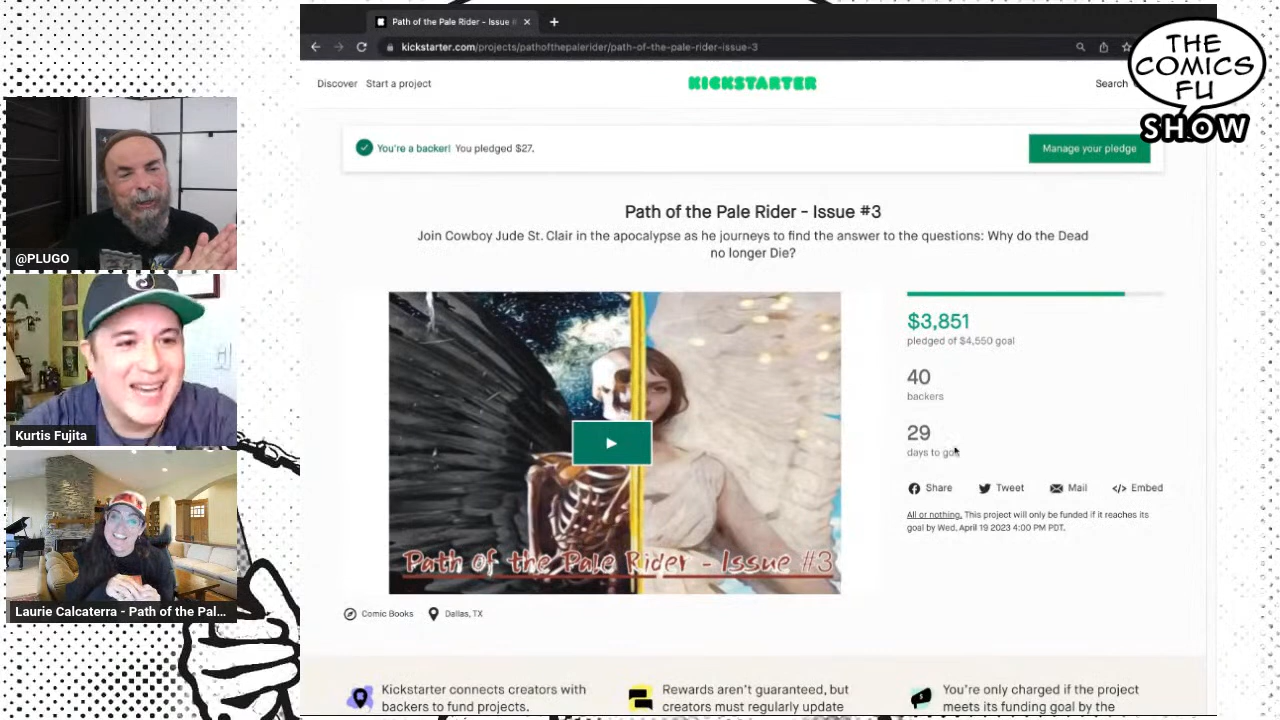 Path of the Pale Rider - Issue #
kickstarter.com/projects/pathofthepalerider/path-of-the-pale-rider-issue-3
THE
COMICS
FU
SHOW
Discover Start a project
KICKSTARTER
Search
You're a backer! You pledged $27.
Manage your pledge
Path of the Pale Rider - Issue #3
Join Cowboy Jude St. Clair in the apocalypse as he journeys to find the answer to the questions: Why do the Dead
no longer Die?
@PLUGO
Kurtis Fujita
Laurie Calcaterra - Path of the Pal...
Path of the Pale Rider - Issue #3
$3,851
pledged of $4,550 goal
40
backers
29
days to go
Share Tweet Mail </> Embed
All or nothing. This project will only be funded if it reaches its
goal by Wed, April 19 2023 4:00 PM PDT.
Comic Books Dallas, TX
Kickstarter connects creators with
backers to fund projects.
Rewards aren't guaranteed, but
creators must regularly update
You're only charged if the project
meets its funding goal by the